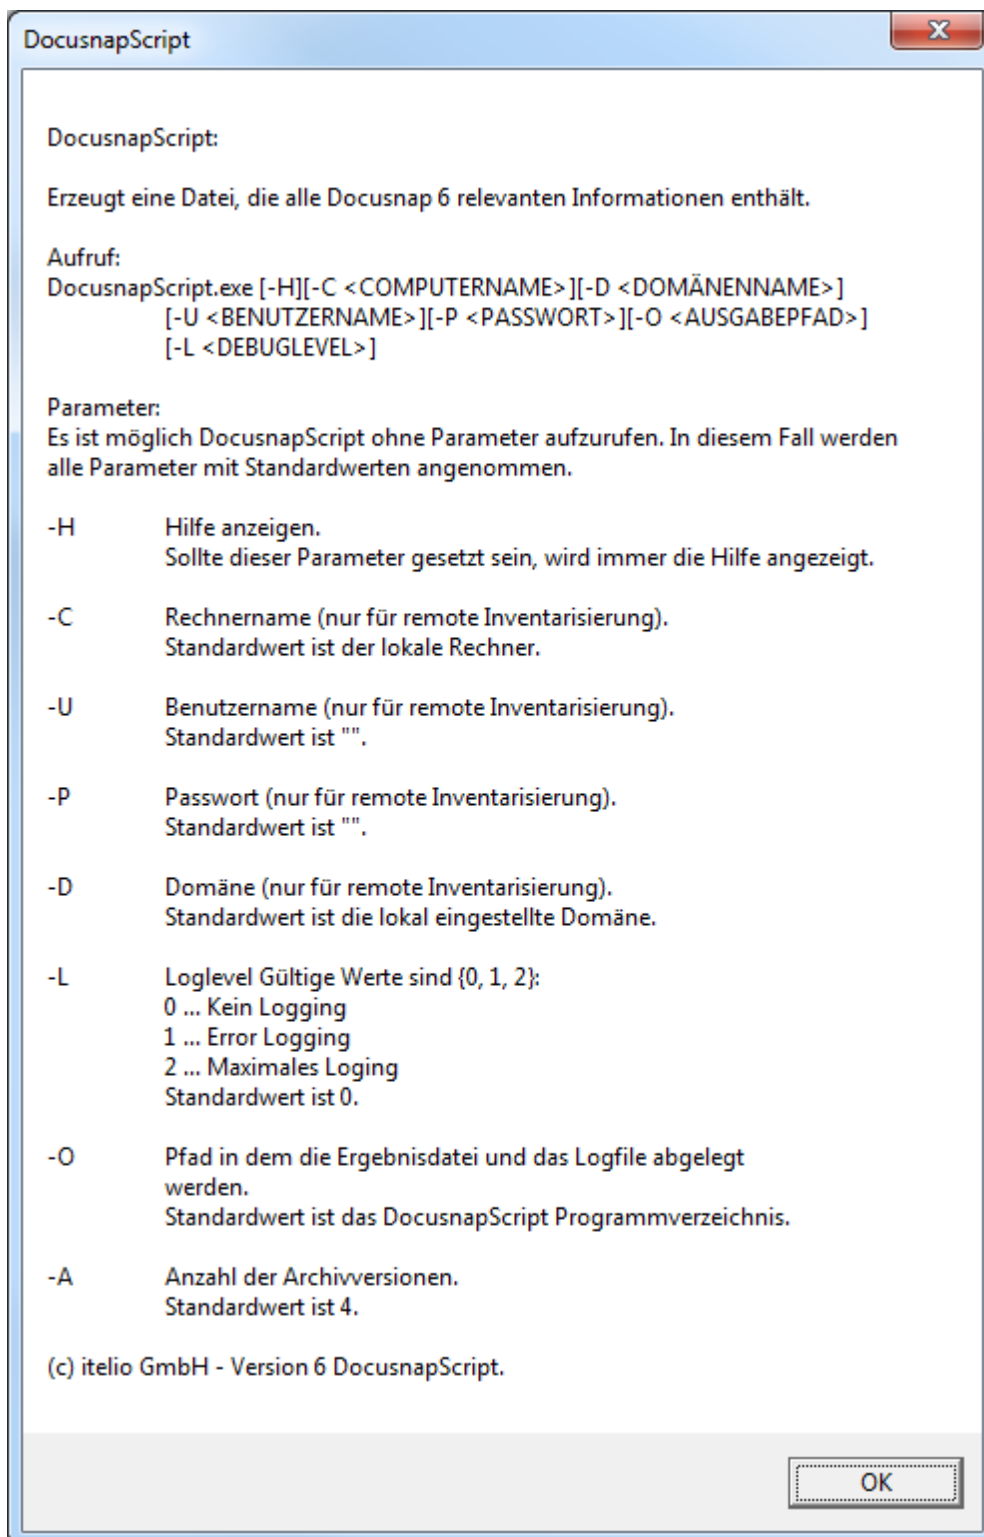 DocusnapScript
DocusnapScript:
Erzeugt eine Datei, die alle Docusnap 6 relevanten Informationen enthält.
Aufruf:
DocusnapScript.exe [-H][-C <COMPUTERNAME>][-D <DOMÄNENNAME>]
[-U <BENUTZERNAME>][-P <PASSWORT>][-O <AUSGABEPFAD>]
[-L <DEBUGLEVEL>]
Parameter:
Es ist möglich DocusnapScript ohne Parameter aufzurufen. In diesem Fall werden
alle Parameter mit Standardwerten angenommen.
-H Hilfe anzeigen.
Sollte dieser Parameter gesetzt sein, wird immer die Hilfe angezeigt.
-C Rechnername (nur für remote Inventarisierung).
Standardwert ist der lokale Rechner.
-U Benutzername (nur für remote Inventarisierung).
Standardwert ist "".
-P Passwort (nur für remote Inventarisierung).
Standardwert ist "".
-D Domäne (nur für remote Inventarisierung).
Standardwert ist die lokal eingestellte Domäne.
-L Loglevel Gültige Werte sind {0, 1, 2}:
0 ... Kein Logging
1 ... Error Logging
2 ... Maximales Loging
Standardwert ist 0.
-O Pfad in dem die Ergebnisdatei und das Logfile abgelegt
werden.
Standardwert ist das DocusnapScript Programmverzeichnis.
-A Anzahl der Archivversionen.
Standardwert ist 4.
(c) itelio GmbH - Version 6 DocusnapScript.
OK